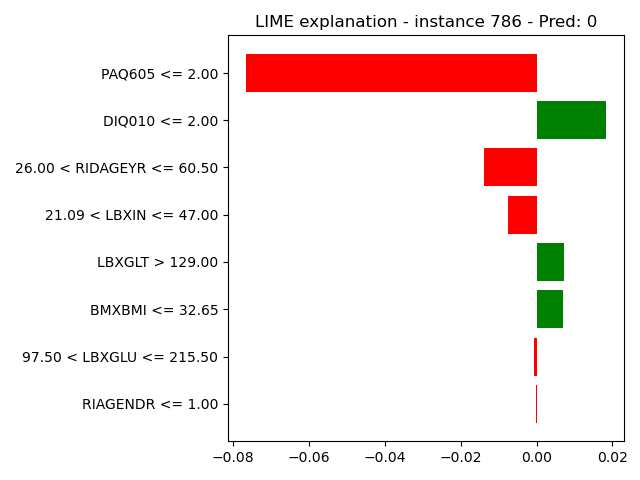 LIME explanation - instance 786 - Pred: 0
PAQ605 <= 2.00
DIQ010 <= 2.00
26.00 < RIDAGEYR <= 60.50
21.09 < LBXIN <= 47.00
LBXGLT > 129.00
BMXBMI <= 32.65
97.50 < LBXGLU <= 215.50
RIAGENDR <= 1.00
−0.08 −0.06 −0.04 −0.02 0.00 0.02